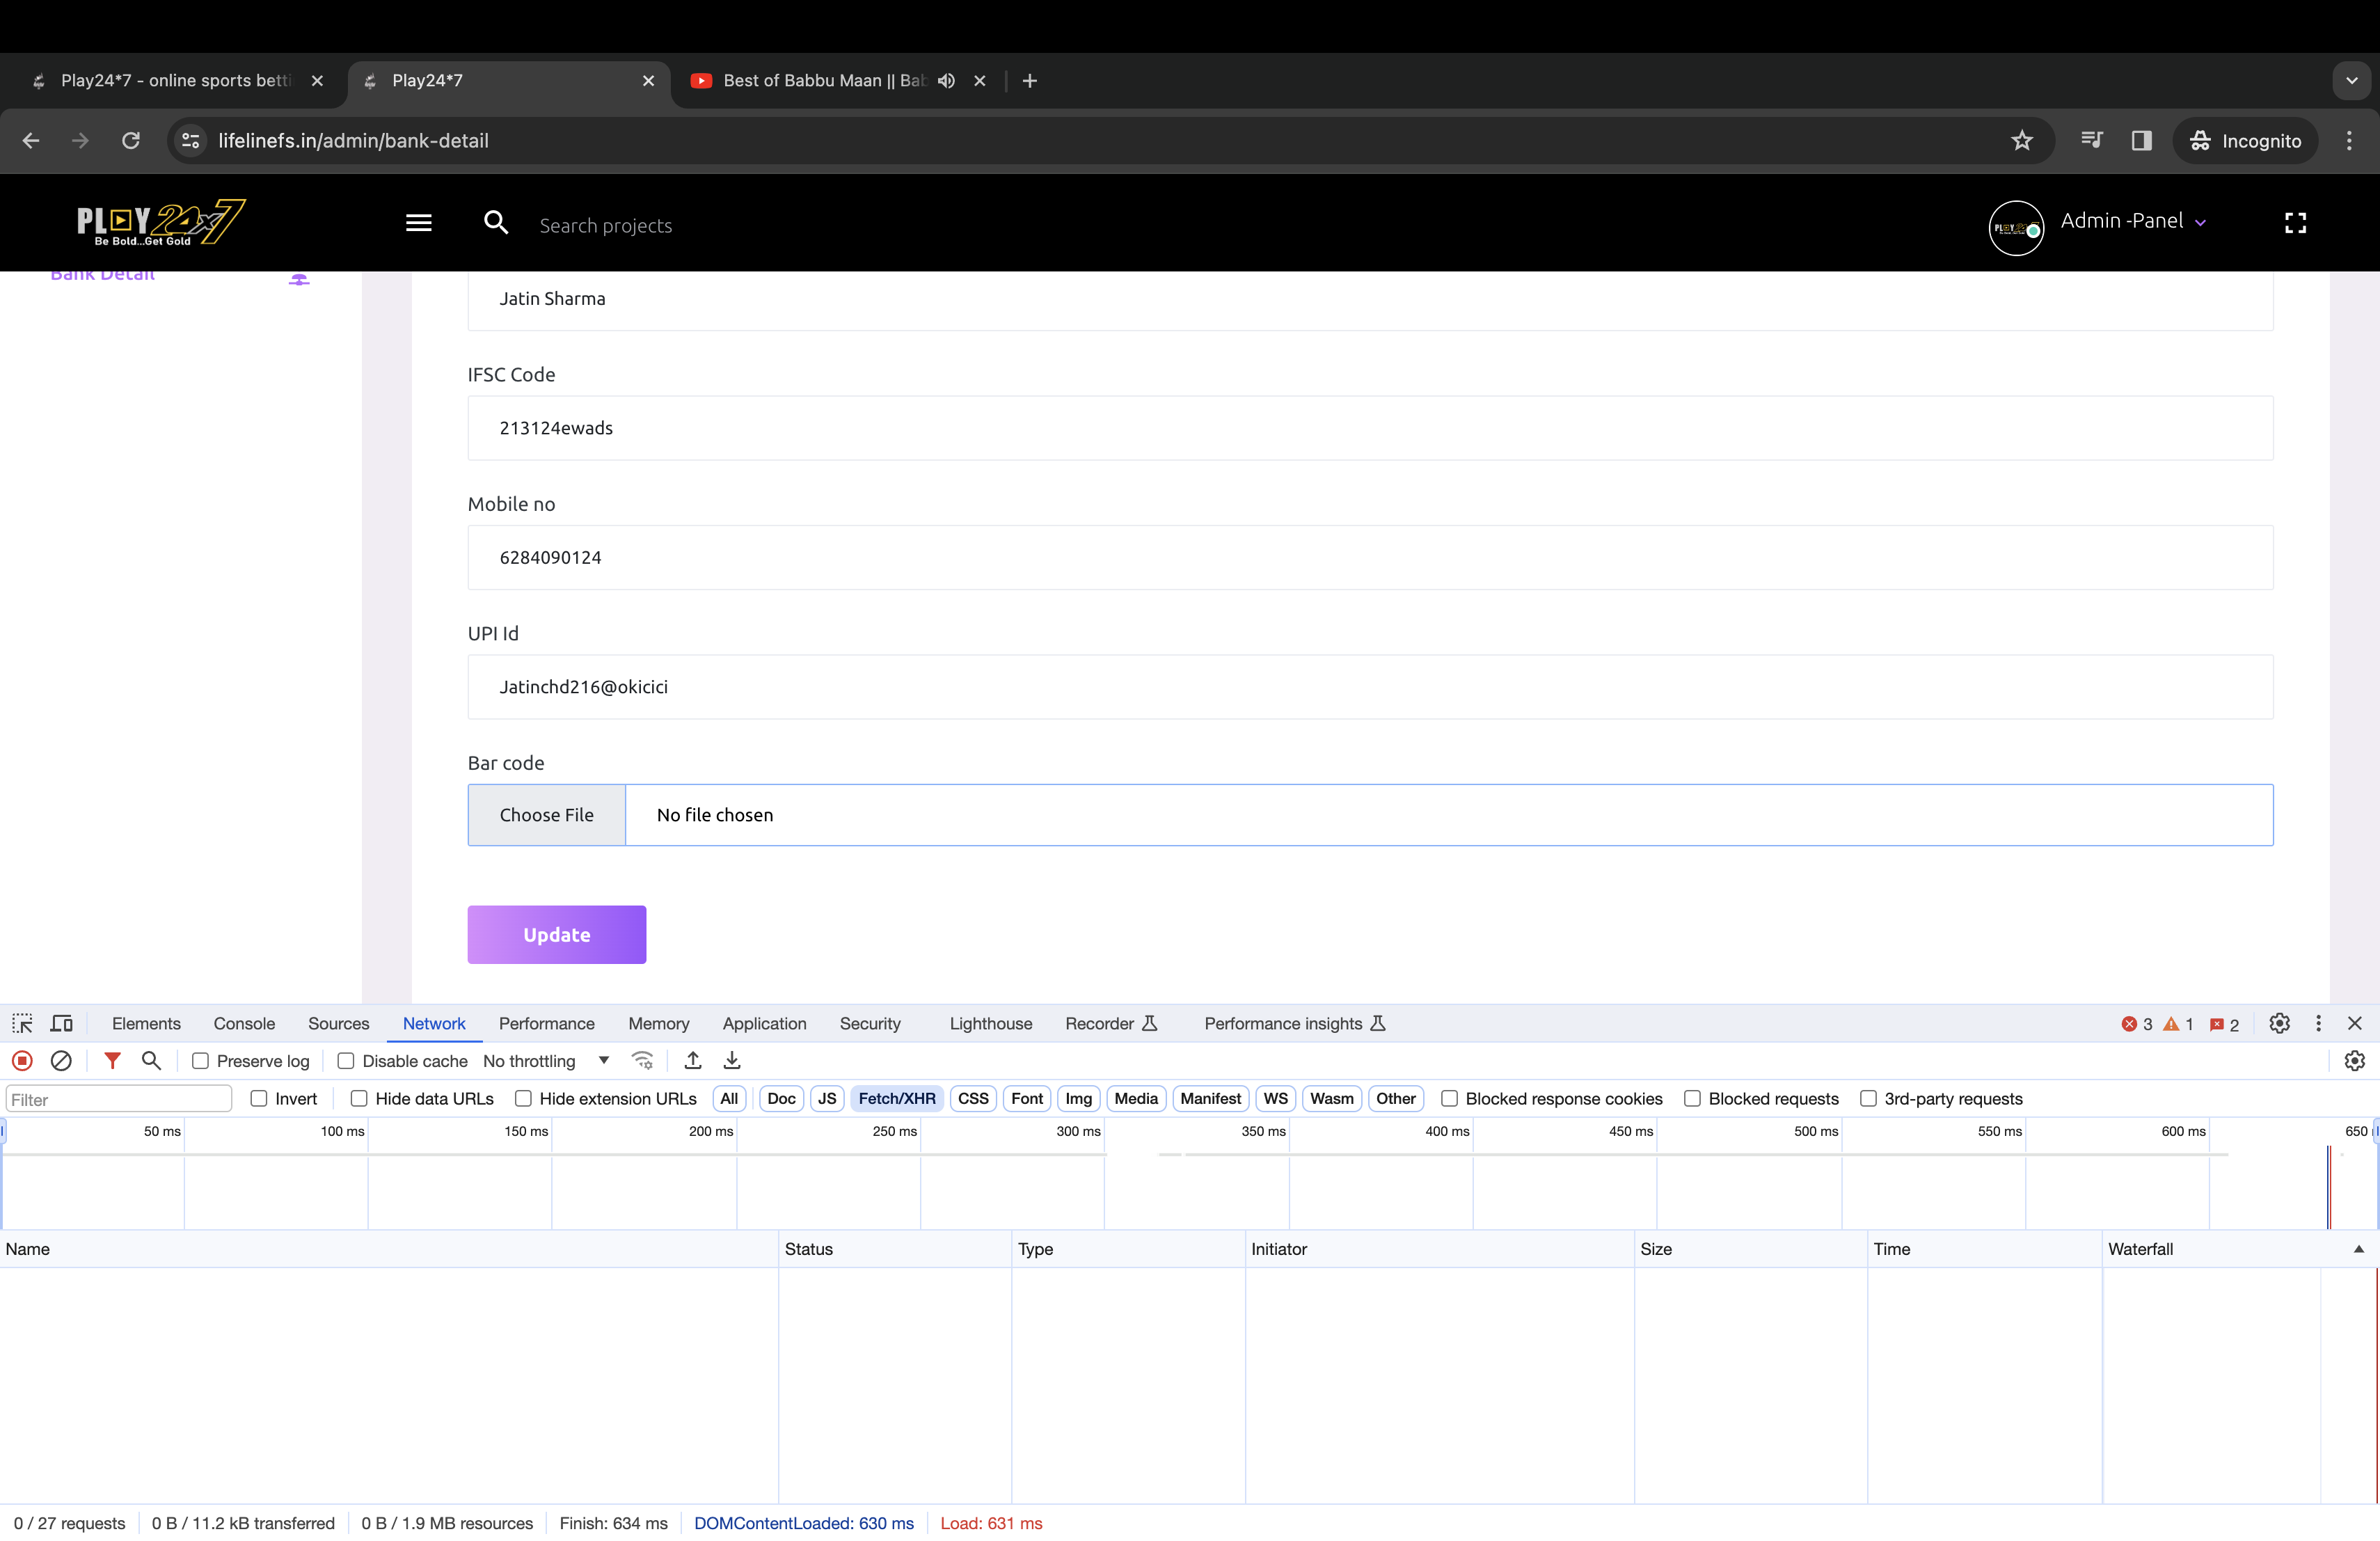 Play24*7 - online sports betti
Play24*7
Best of Babbu Maan || Bab
lifelinefs.in/admin/bank-detail
Incognito
PLAY 24x7
Be Bold...Get Gold
Search projects
Admin -Panel
Bank Detail
Jatin Sharma
IFSC Code
213124ewads
Mobile no
6284090124
UPI Id
Jatinchd216@okicici
Bar code
Choose File No file chosen
Update
Elements Console Sources Network Performance Memory Application Security Lighthouse Recorder Performance insights 3 1 2
Preserve log Disable cache No throttling
Filter Invert Hide data URLs Hide extension URLs All Doc JS Fetch/XHR CSS Font Img Media Manifest WS Wasm Other Blocked response cookies Blocked requests 3rd-party requests
50 ms 100 ms 150 ms 200 ms 250 ms 300 ms 350 ms 400 ms 450 ms 500 ms 550 ms 600 ms 650
Name Status Type Initiator Size Time Waterfall
0 / 27 requests 0 B / 11.2 kB transferred 0 B / 1.9 MB resources Finish: 634 ms DOMContentLoaded: 630 ms Load: 631 ms